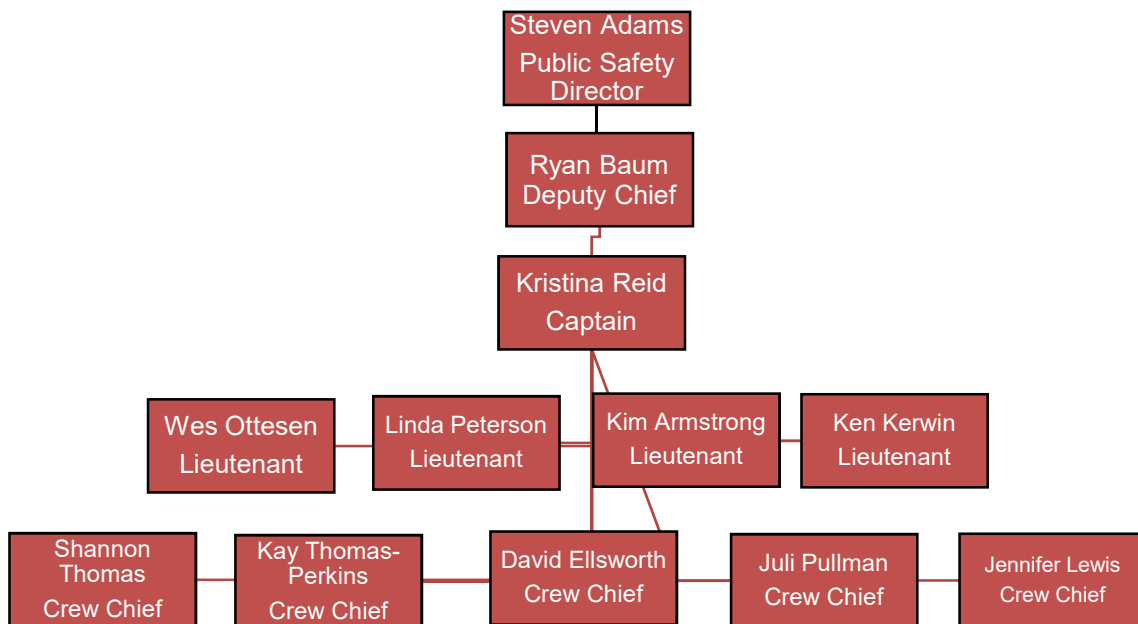 Steven Adams
Public Safety
Director
Ryan Baum
Deputy Chief
Kristina Reid
Captain
Wes Ottesen
Lieutenant
Linda Peterson
Lieutenant
Kim Armstrong
Lieutenant
Ken Kerwin
Lieutenant
Shannon
Thomas
Crew Chief
Kay Thomas-
Perkins
Crew Chief
David Ellsworth
Crew Chief
Juli Pullman
Crew Chief
Jennifer Lewis
Crew Chief